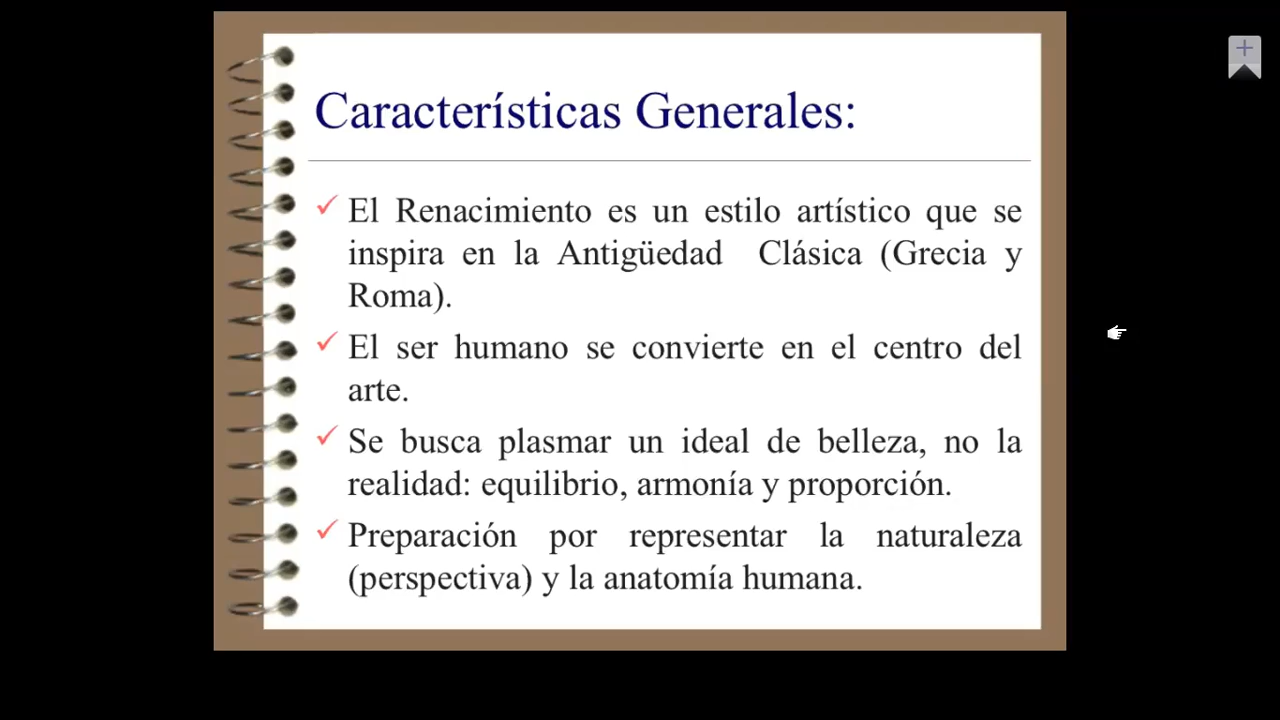 Características Generales:
El Renacimiento es un estilo artístico que se
inspira en la Antigüedad Clásica (Grecia y
Roma).
El ser humano se convierte en el centro del
arte.
Se busca plasmar un ideal de belleza, no la
realidad: equilibrio, armonía y proporción.
Preparación por representar la naturaleza
(perspectiva) y la anatomía humana.